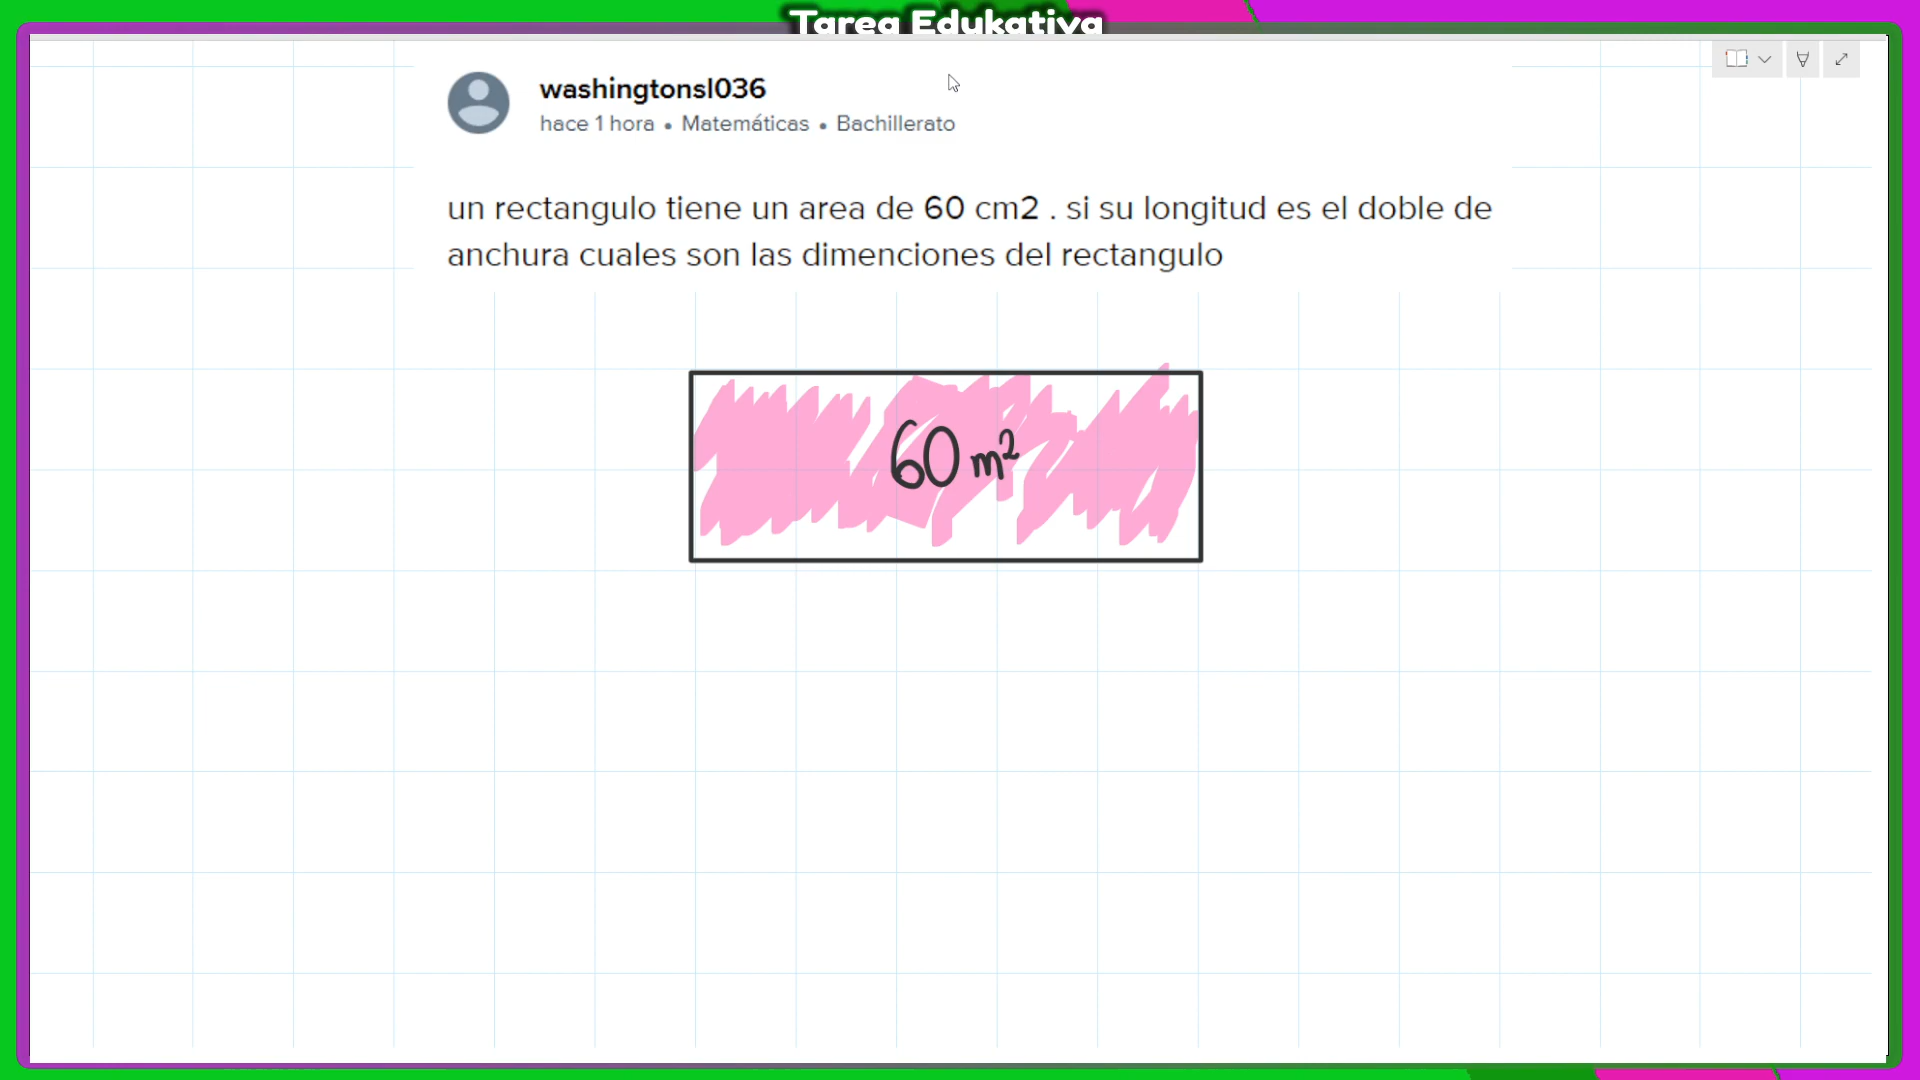 Tarea Edukativa
washingtonsl036
hace 1 hora • Matemáticas • Bachillerato
un rectangulo tiene un area de 60 cm2 . si su longitud es el doble de
anchura cuales son las dimenciones del rectangulo
60 m²